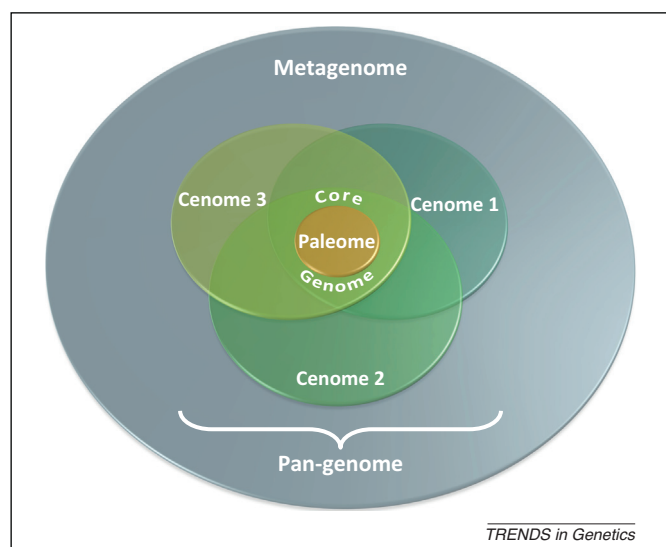 Metagenome
Cenome 3
Core
Cenome 1
Paleome
Genome
Cenome 2
Pan-genome
TRENDS in Genetics